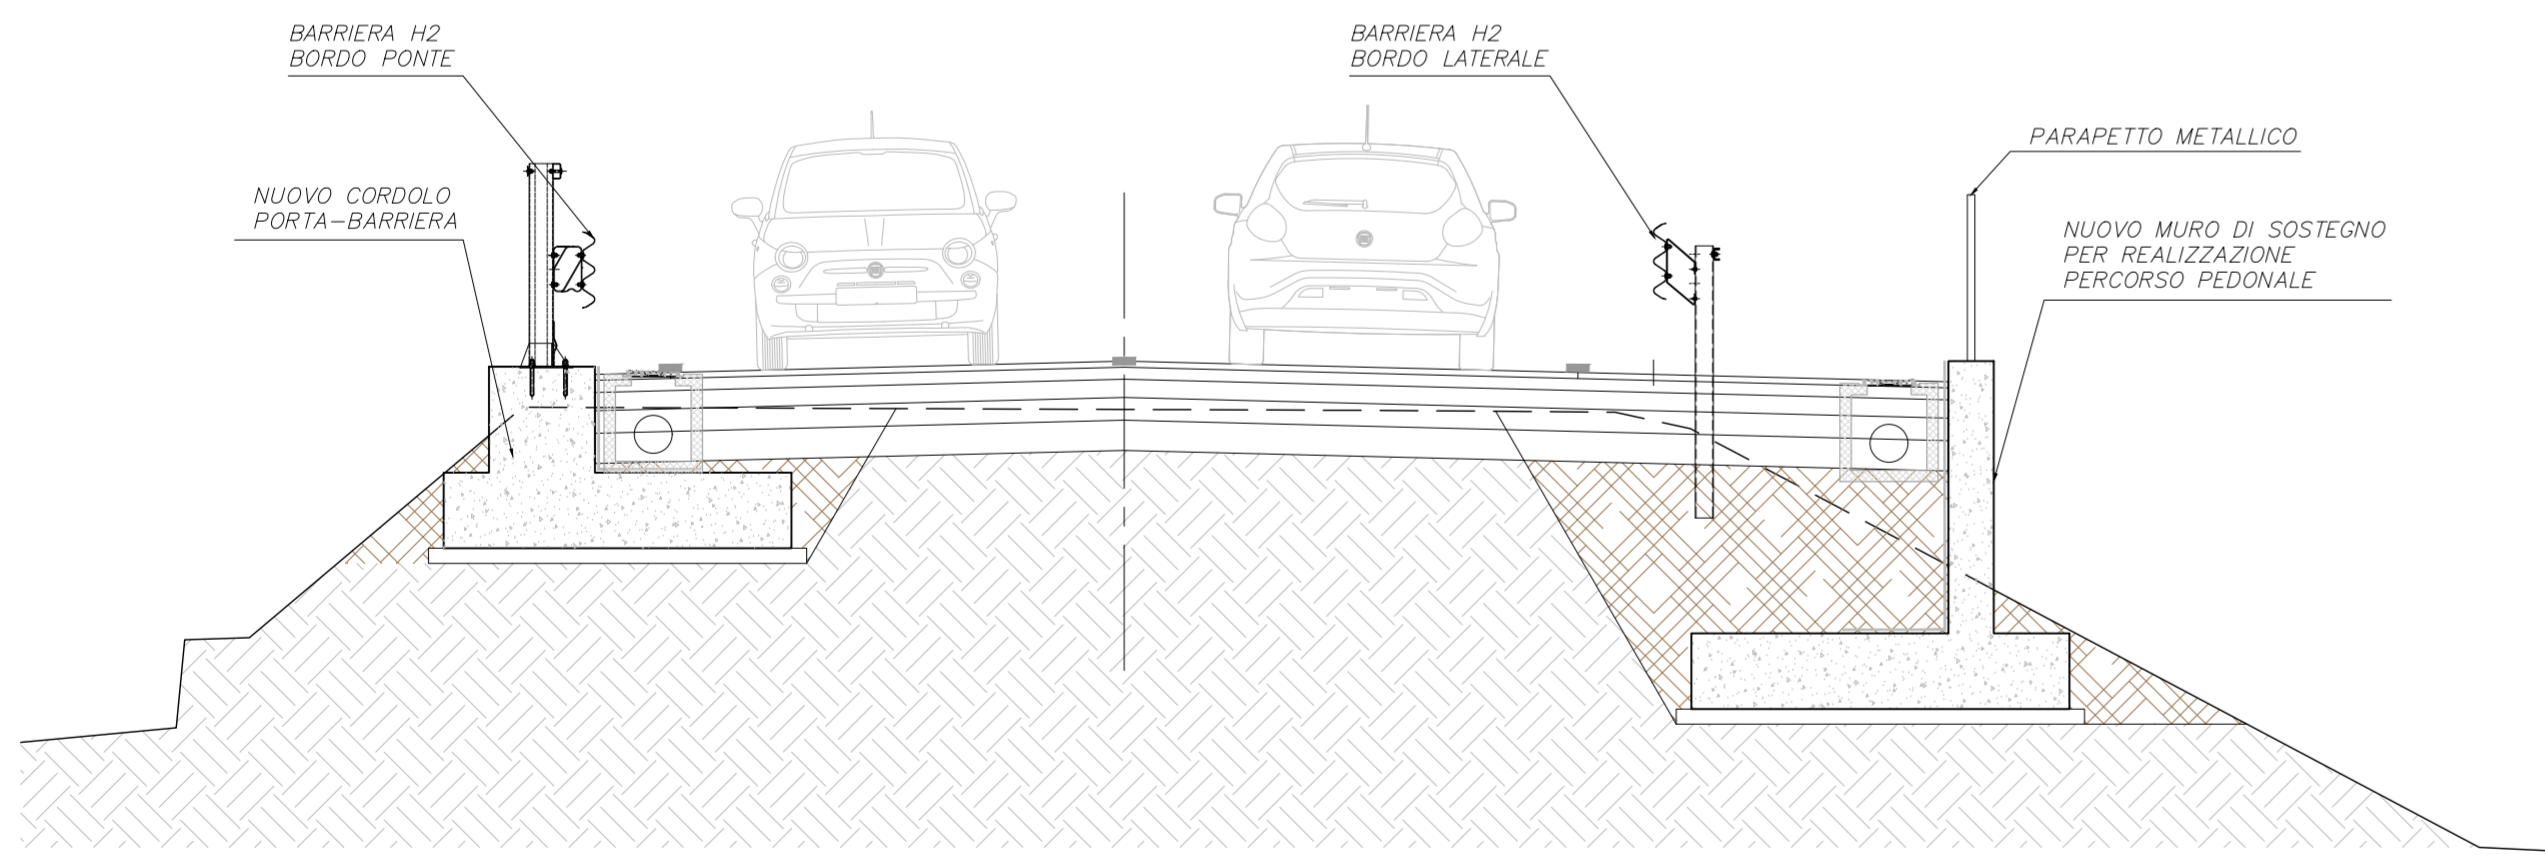 BARRIERA H2
BORDO PONTE
BARRIERA H2
BORDO LATERALE
PARAPETTO METALLICO
NUOVO CORDOLO
PORTA-BARRIERA
NUOVO MURO DI SOSTEGNO
PER REALIZZAZIONE
PERCORSO PEDONALE